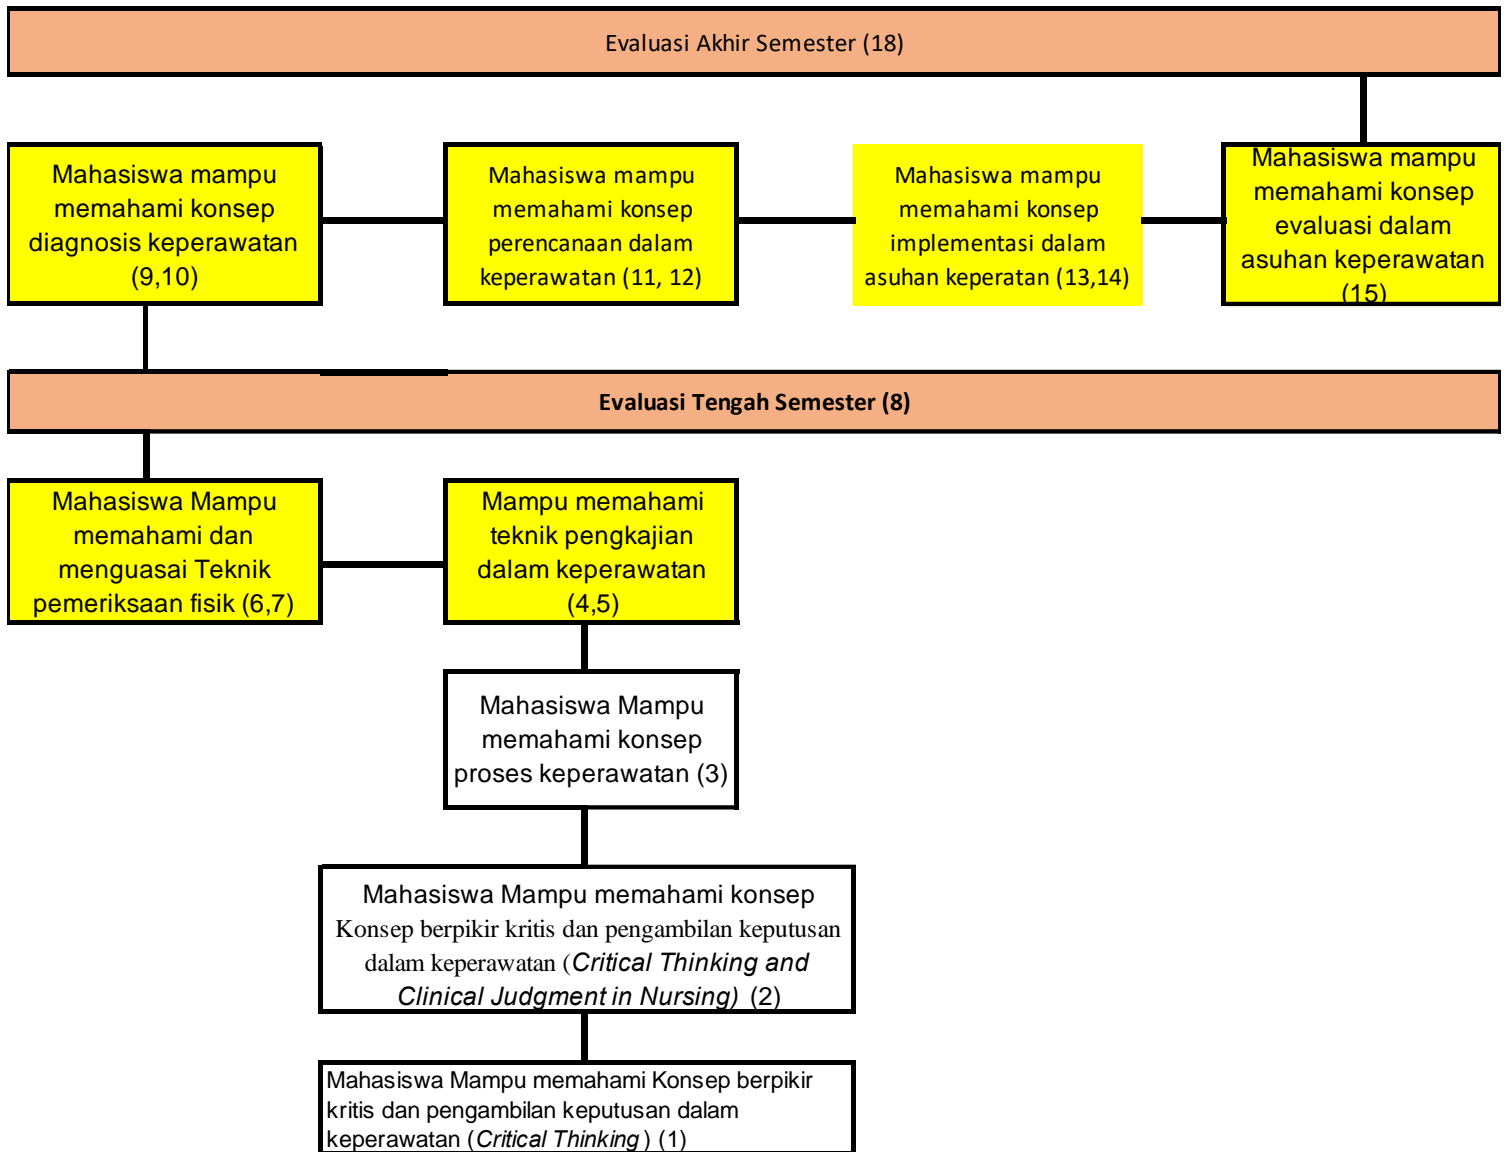 Evaluasi Akhir Semester (18)
Mahasiswa mampu
memahami konsep
diagnosis keperawatan
(9,10)
Mahasiswa mampu
memahami konsep
perencanaan dalam
keperawatan (11, 12)
Mahasiswa mampu
memahami konsep
implementasi dalam
asuhan keperatan (13,14)
Mahasiswa mampu
memahami konsep
evaluasi dalam
asuhan keperawatan
(15)
Evaluasi Tengah Semester (8)
Mahasiswa Mampu
memahami dan
menguasai Teknik
pemeriksaan fisik (6,7)
Mampu memahami
teknik pengkajian
dalam keperawatan
(4,5)
Mahasiswa Mampu
memahami konsep
proses keperawatan (3)
Mahasiswa Mampu memahami konsep
Konsep berpikir kritis dan pengambilan keputusan
dalam keperawatan (Critical Thinking and
Clinical Judgment in Nursing) (2)
Mahasiswa Mampu memahami Konsep berpikir
kritis dan pengambilan keputusan dalam
keperawatan (Critical Thinking ) (1)